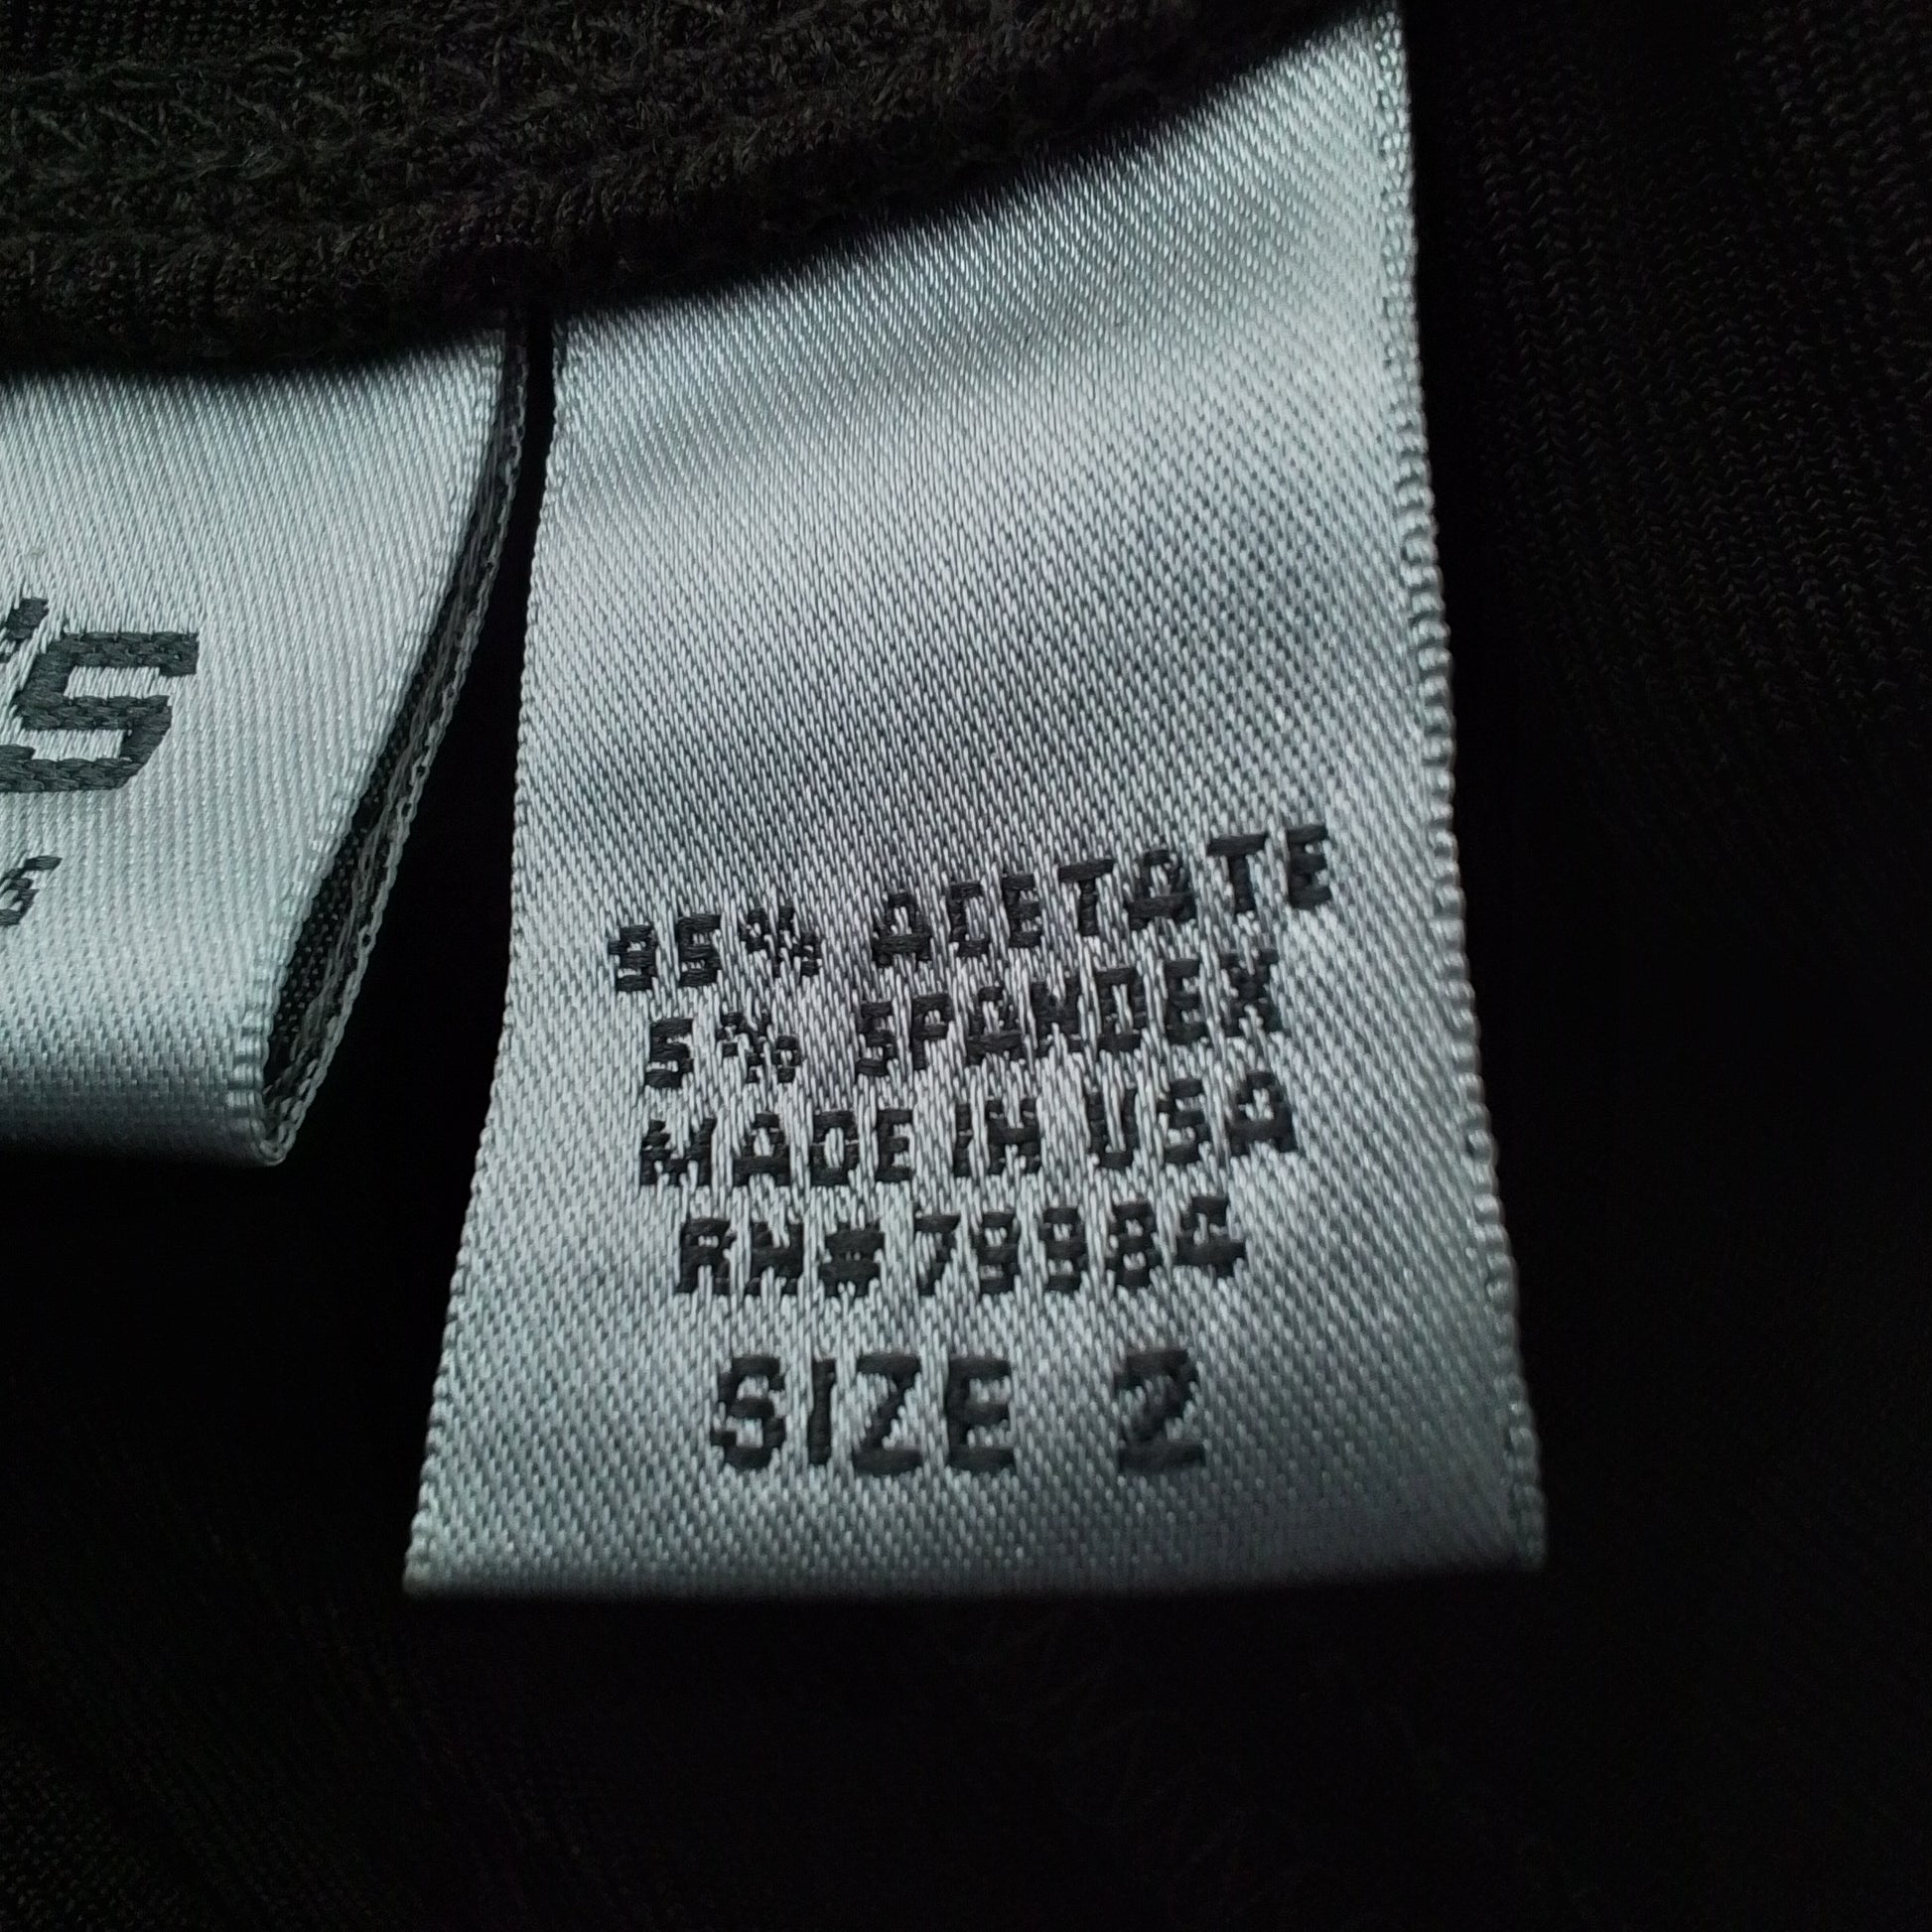 'S
95% ACETATE
5% SPANDEX
MADE IN USA
RN#79984
SIZE 2